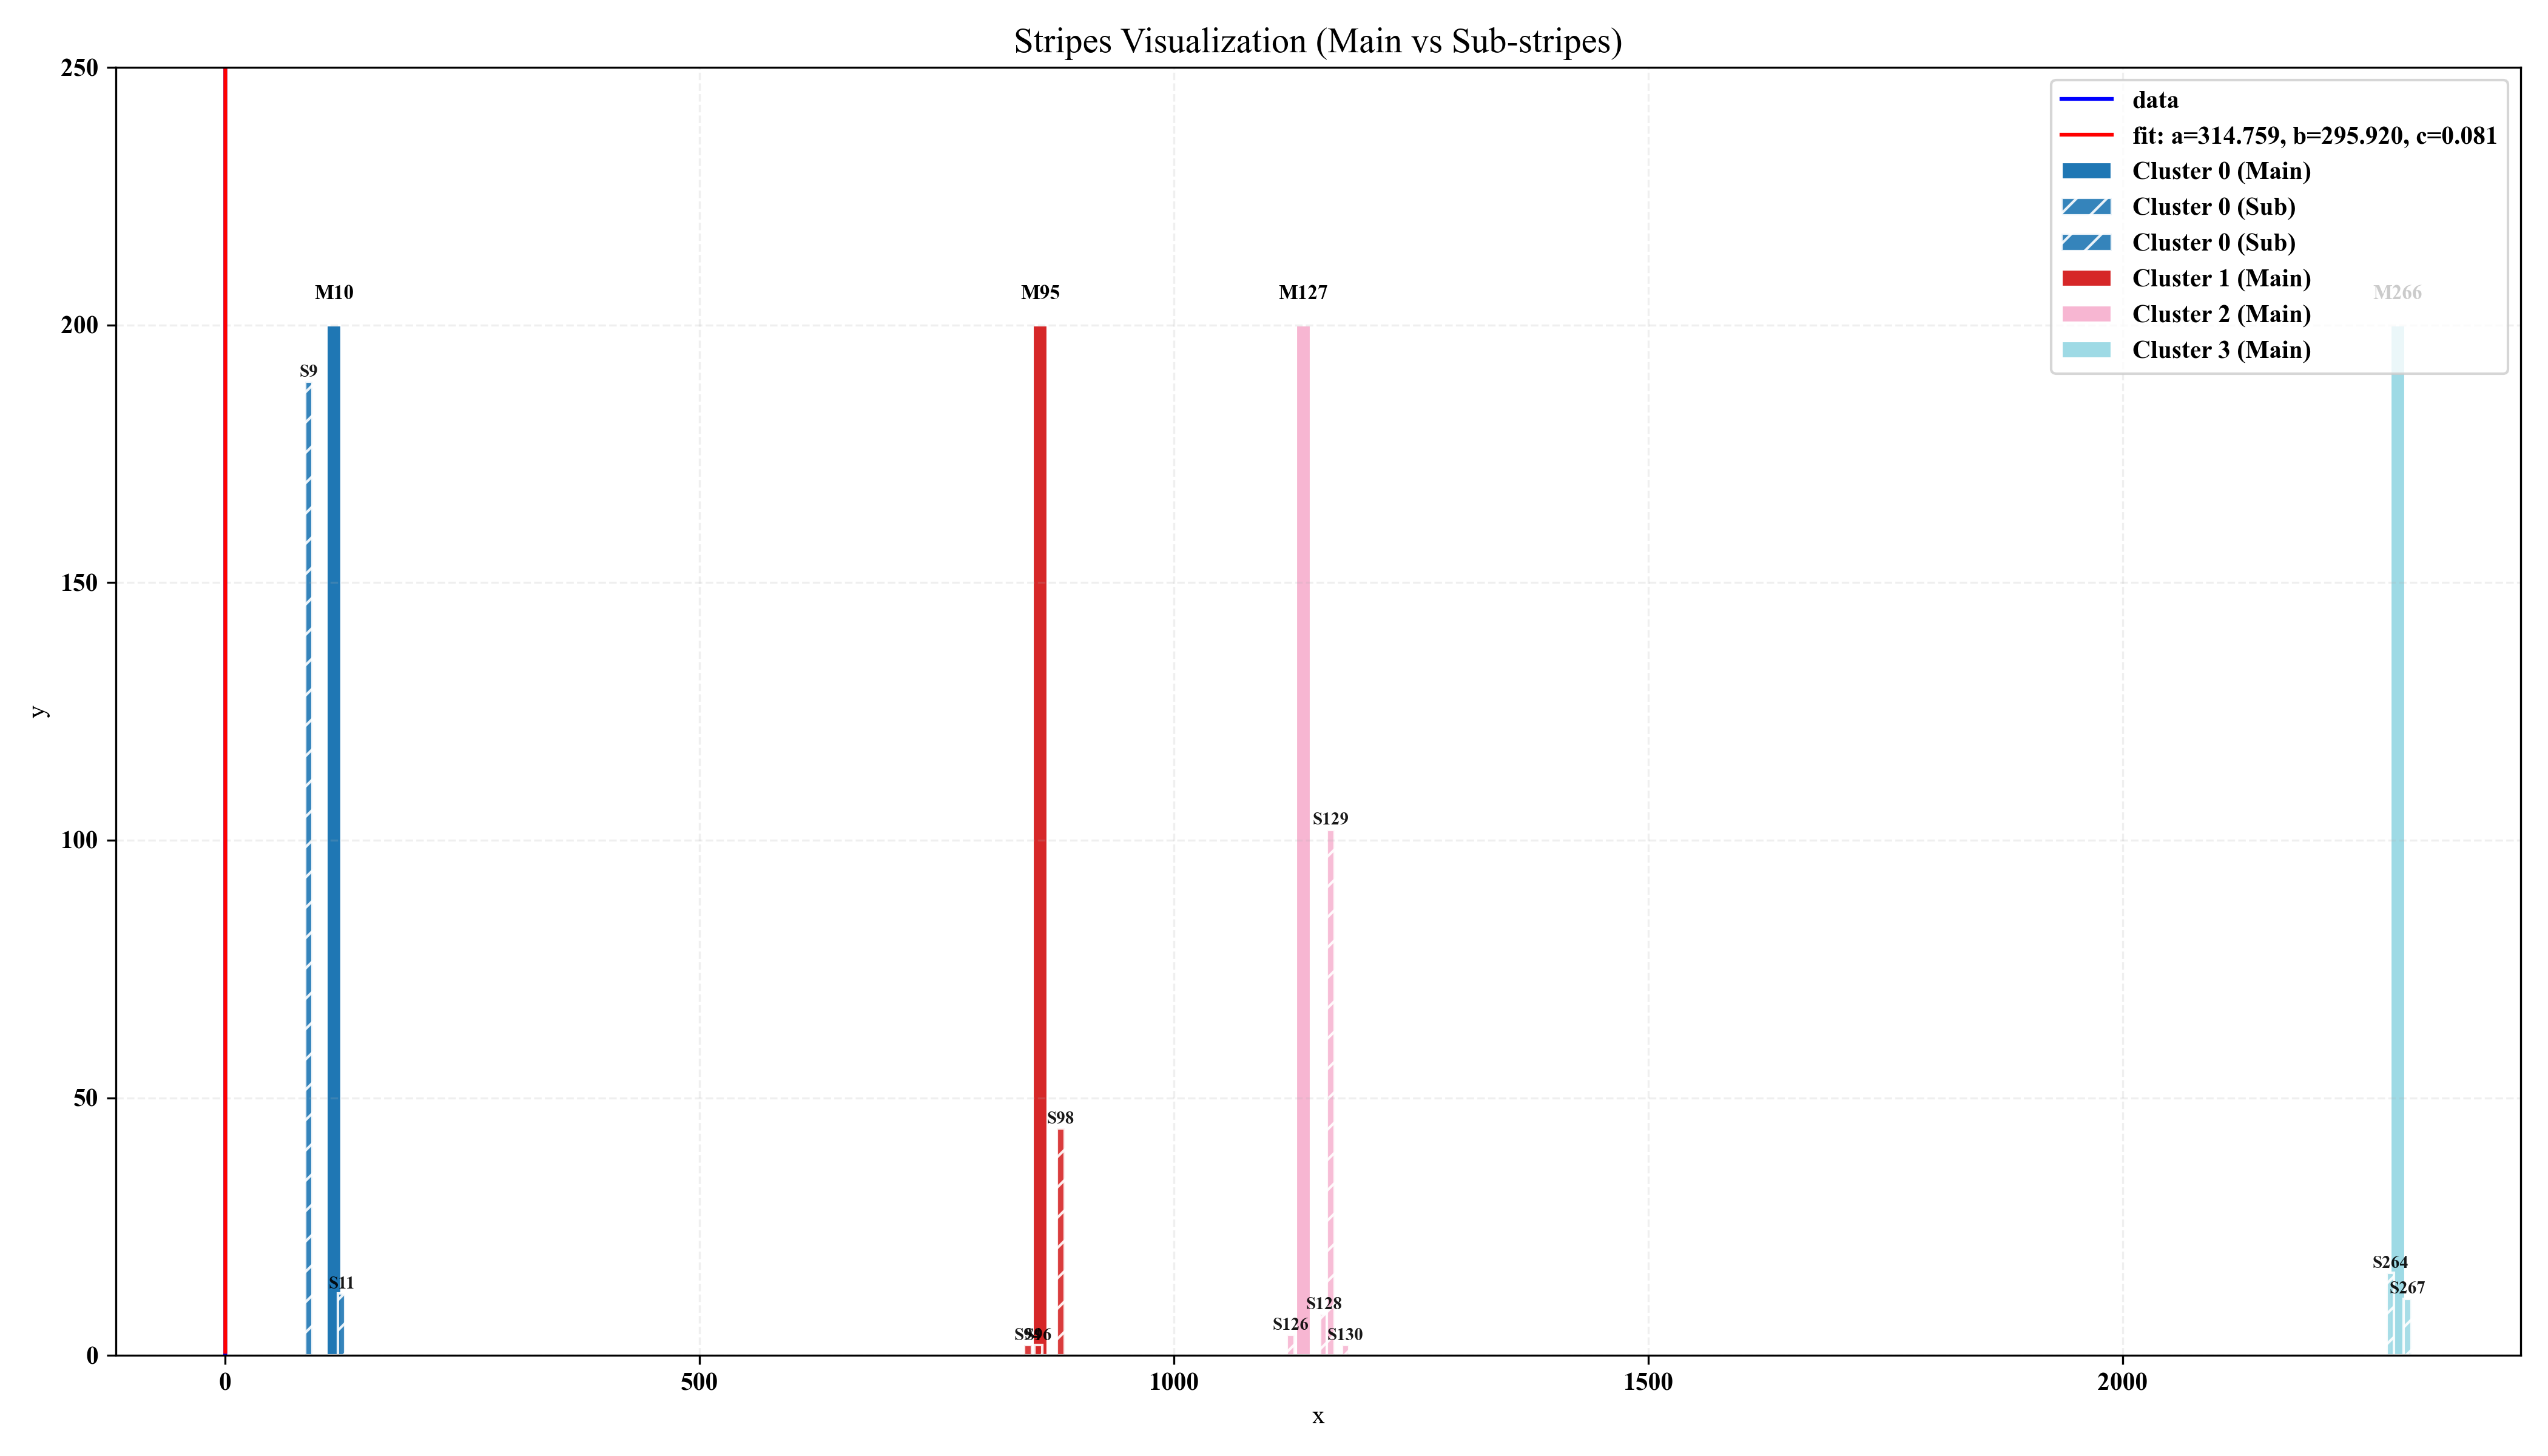 Stripes Visualization (Main vs Sub-stripes)
250
200
150
100
50
0
y
data
fit: a=314.759, b=295.920, c=0.081
Cluster 0 (Main)
Cluster 0 (Sub)
Cluster 0 (Sub)
Cluster 1 (Main)
Cluster 2 (Main)
Cluster 3 (Main)
M10
M95
M127
M266
S9
S129
S98
S11
S126
S128
S130
S264
S267
0
500
1000
1500
2000
x